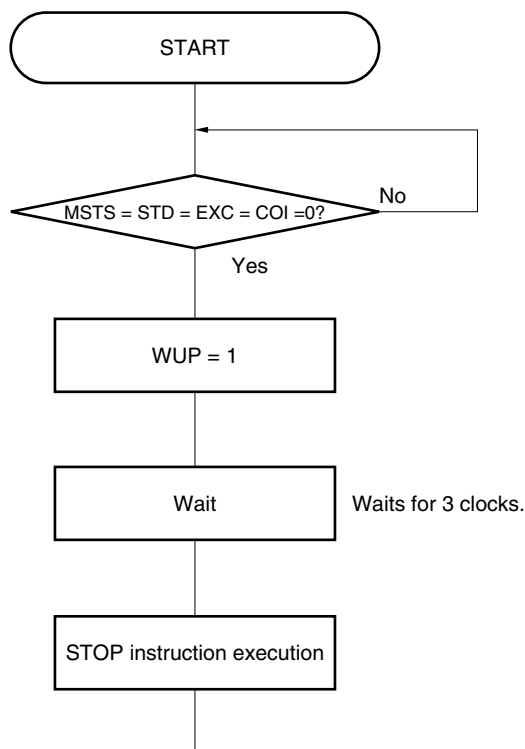 START
MSTS = STD = EXC = COI =0?
No
Yes
WUP = 1
Wait
Waits for 3 clocks.
STOP instruction execution